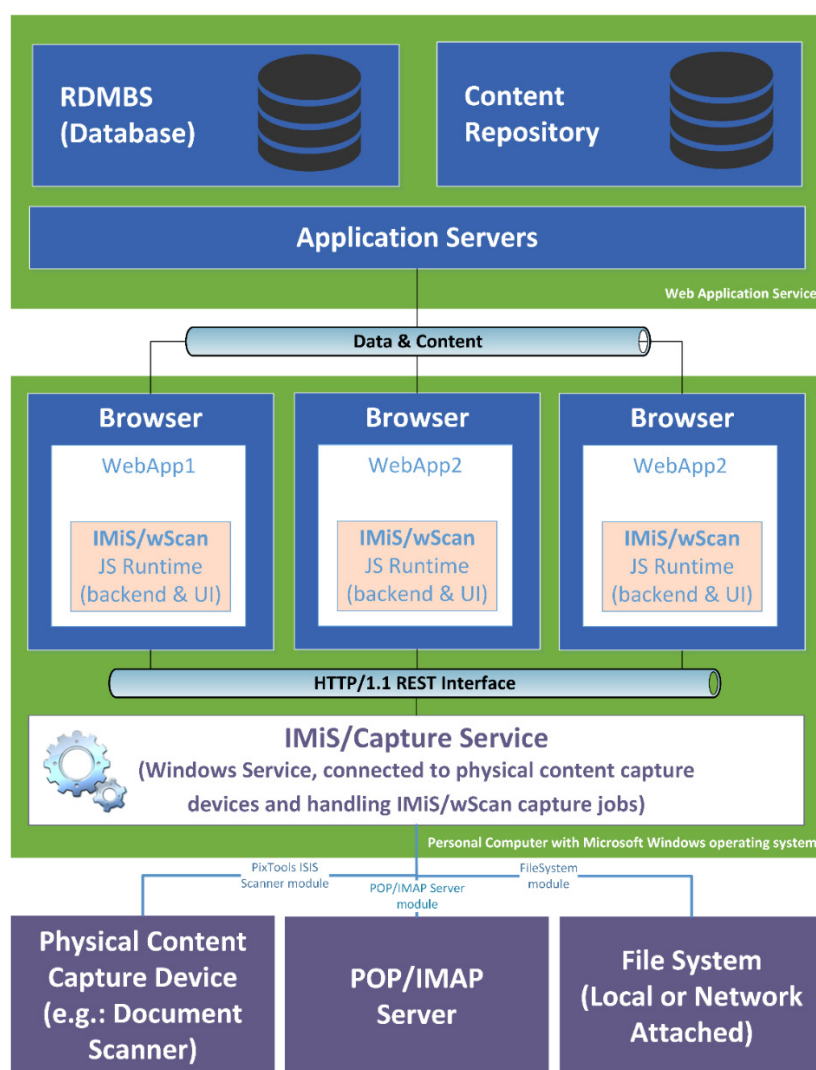 RDMBS
(Database)
Content
Repository
Application Servers
Web Application Service
Data & Content
Browser
WebApp1
IMiS/wScan
JS Runtime
(backend & UI)
Browser
WebApp2
IMiS/wScan
JS Runtime
(backend & UI)
Browser
WebApp2
IMiS/wScan
JS Runtime
(backend & UI)
HTTP/1.1 REST Interface
IMiS/Capture Service
(Windows Service, connected to physical content capture
devices and handling IMiS/wScan capture jobs)
Personal Computer with Microsoft Windows operating system
PixTools ISIS
Scanner module
POP/IMAP Server
module
FileSystem
module
Physical Content
Capture Device
(e.g.: Document
Scanner)
POP/IMAP
Server
File System
(Local or Network
Attached)